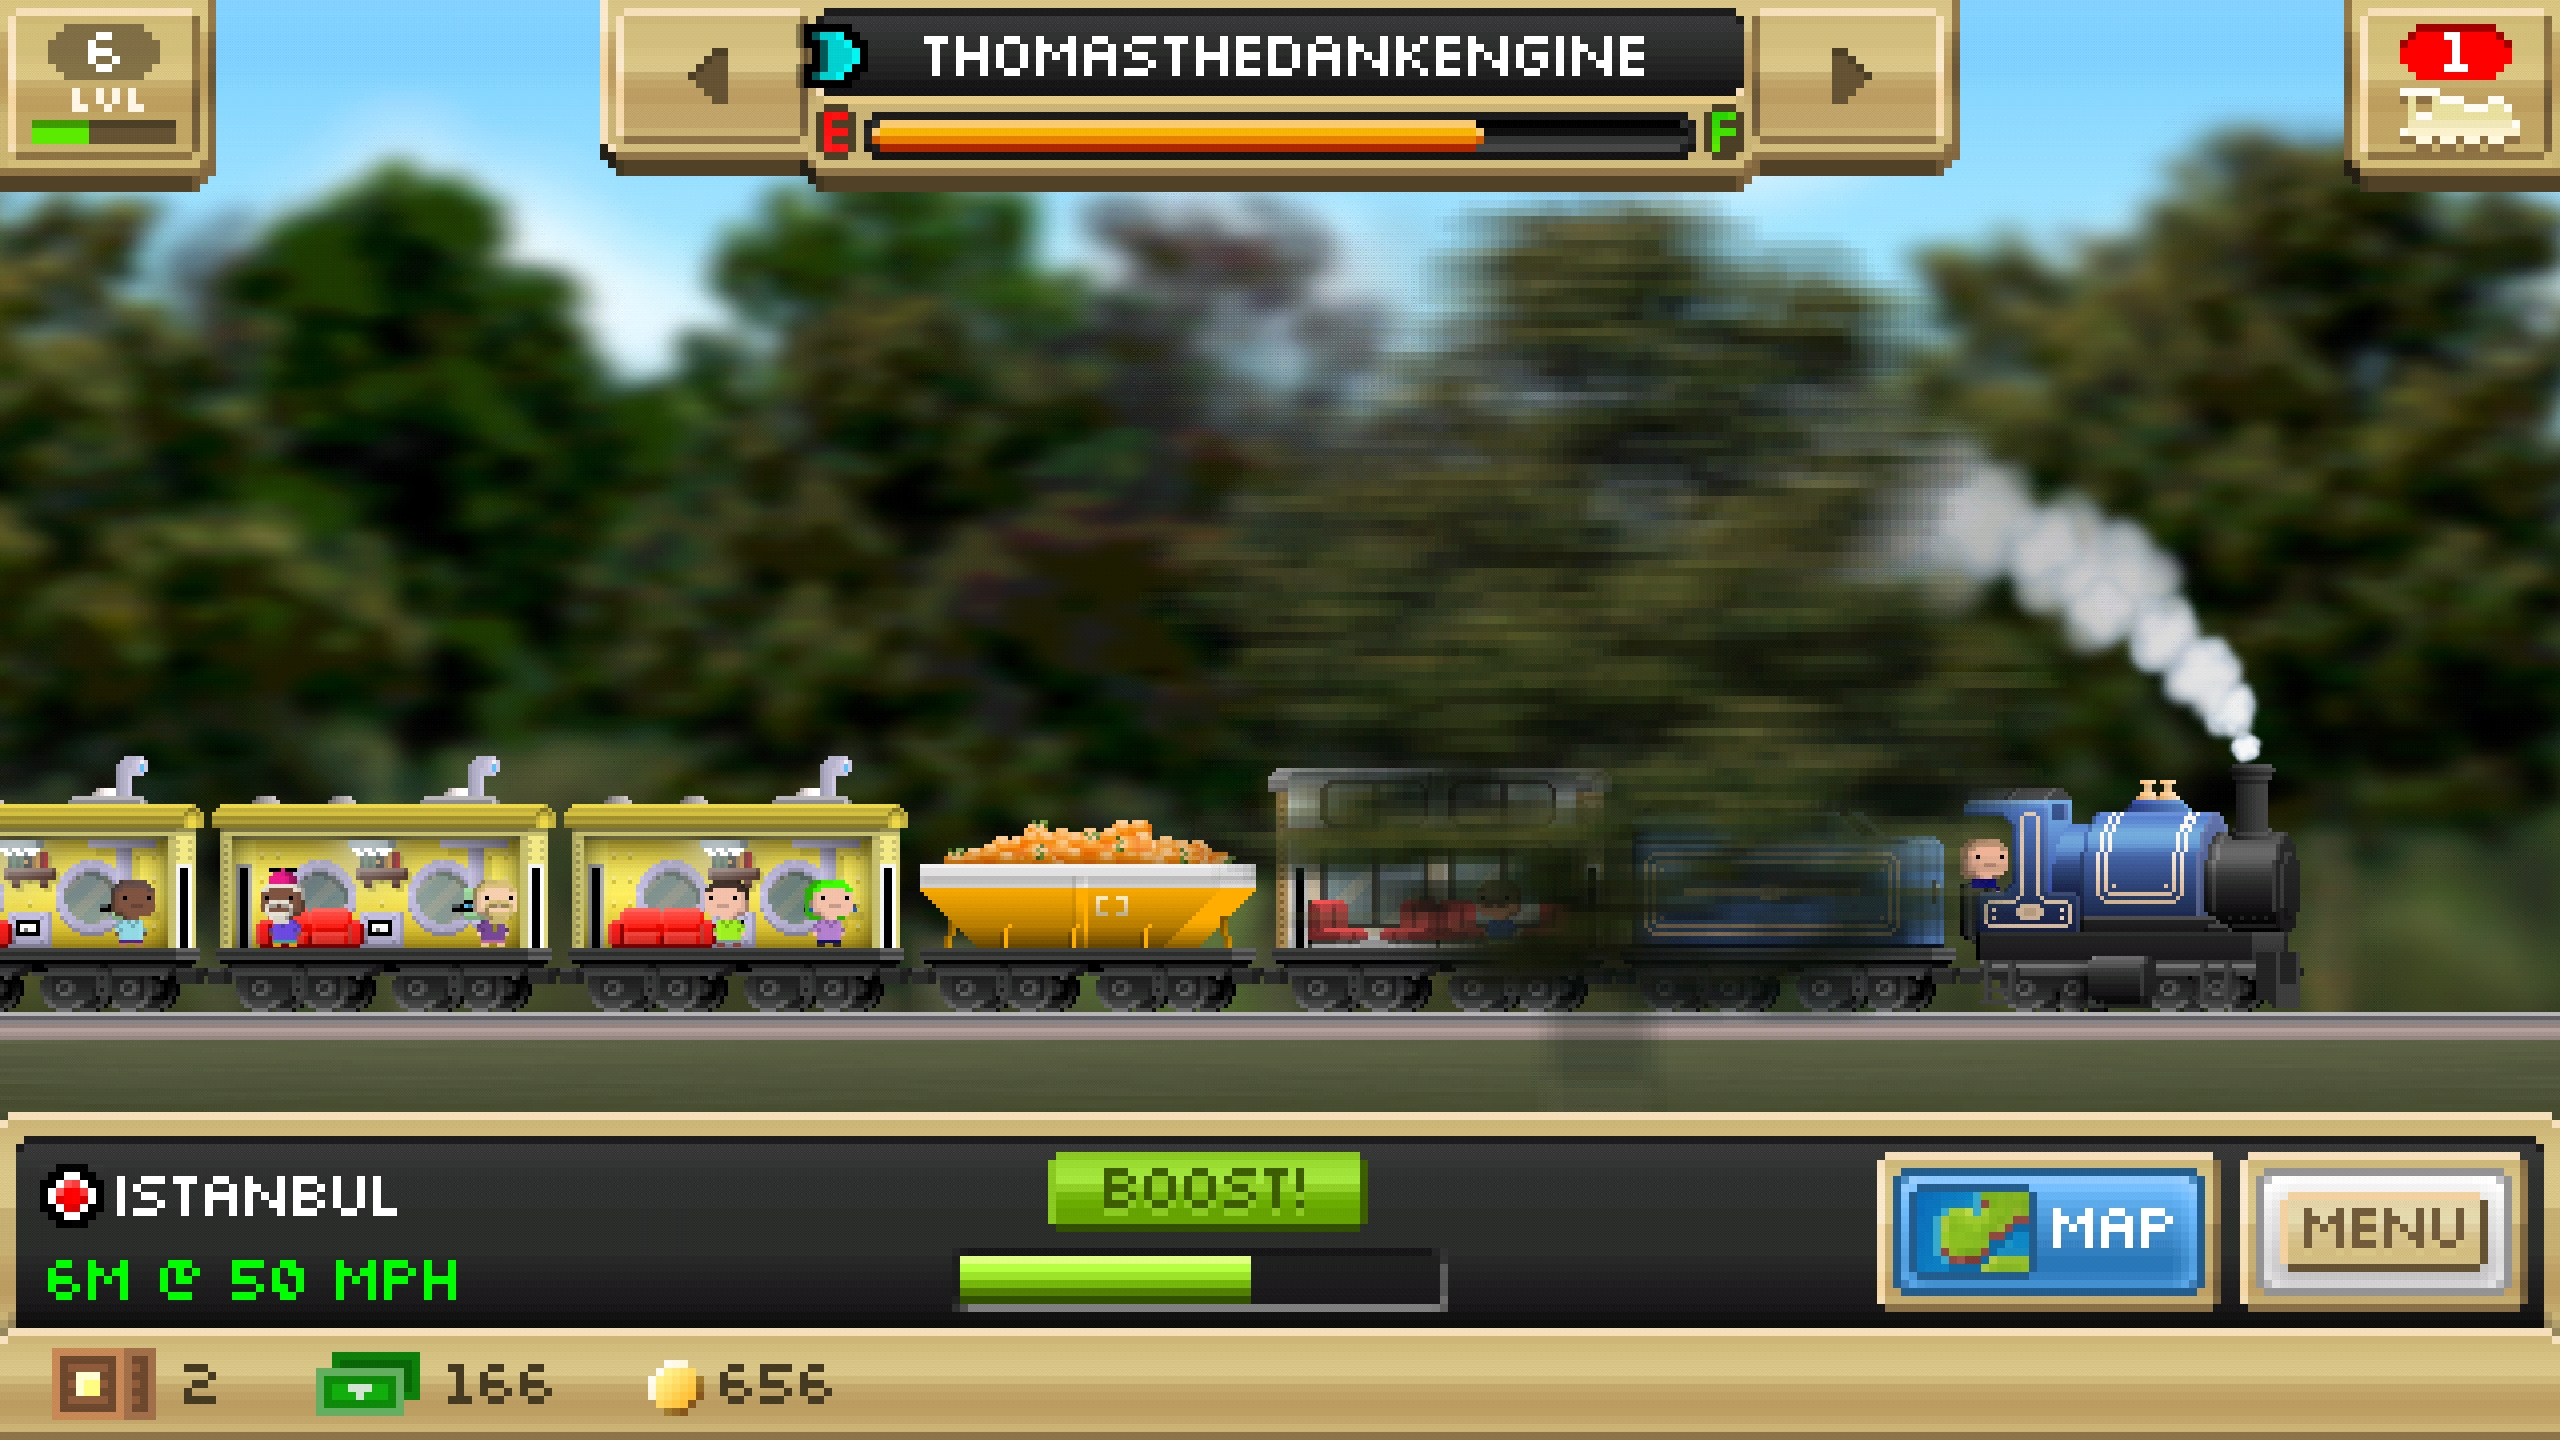 6
LVL
THOMASTHEDANKENGINE
E F
1
ISTANBUL
6M @ 50 MPH
BOOST!
MAP
MENU
2 166 656